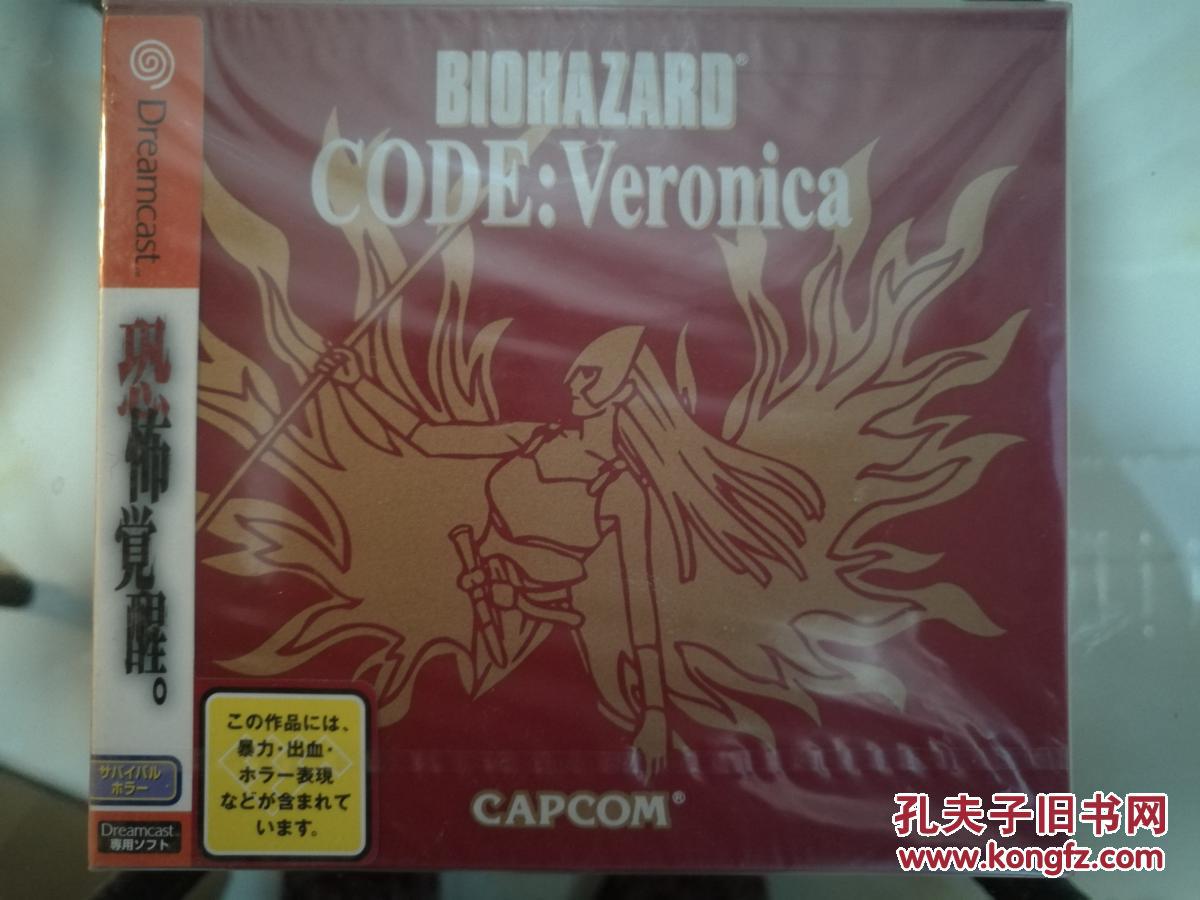 Dreamcast™
恐怖覚醒。
サバイバル
ホラー
Dreamcast™
専用ソフト
BIOHAZARD®
CODE:Veronica
この作品には、
暴力・出血・
ホラー表現
などが含まれて
います。
CAPCOM®
孔夫子旧书网
www.kongfz.com